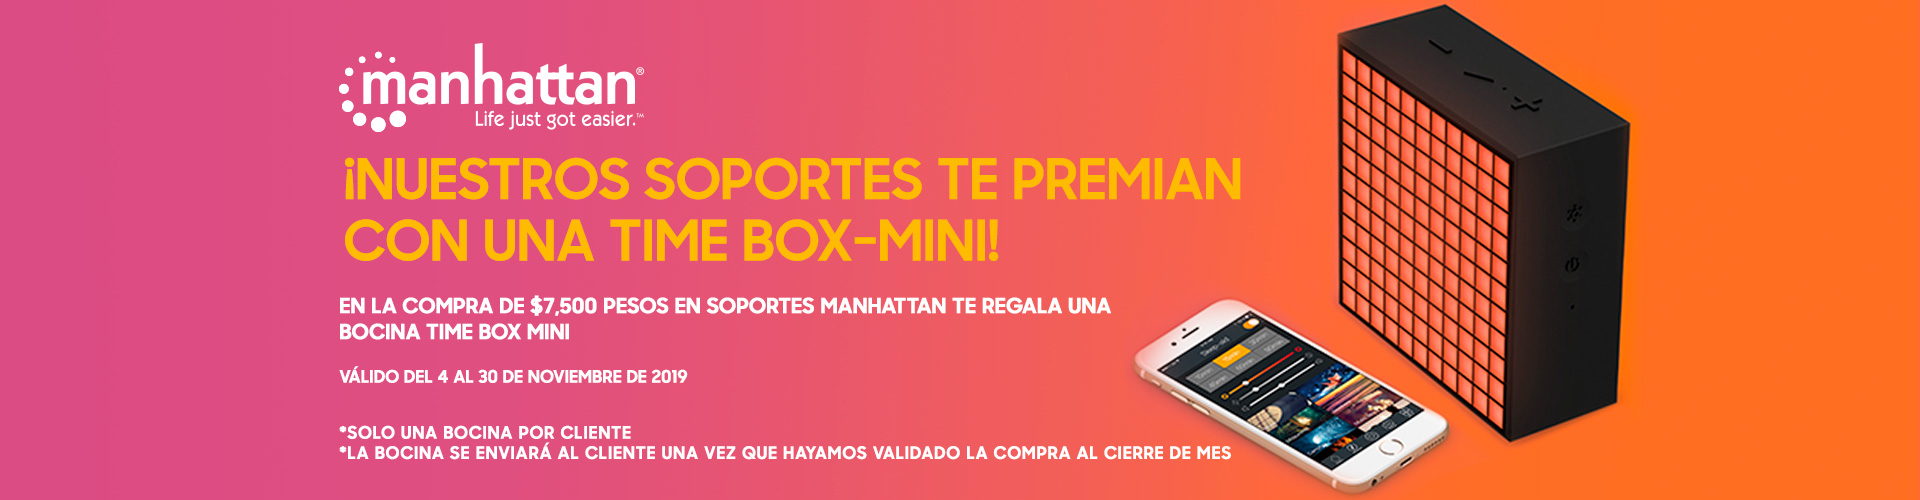 manhattan®
Life just got easier.™
¡NUESTROS SOPORTES TE PREMIAN
CON UNA TIME BOX-MINI!
EN LA COMPRA DE $7,500 PESOS EN SOPORTES MANHATTAN TE REGALA UNA
BOCINA TIME BOX MINI
VÁLIDO DEL 4 AL 30 DE NOVIEMBRE DE 2019
*SOLO UNA BOCINA POR CLIENTE
*LA BOCINA SE ENVIARÁ AL CLIENTE UNA VEZ QUE HAYAMOS VALIDADO LA COMPRA AL CIERRE DE MES
Sleep-aid